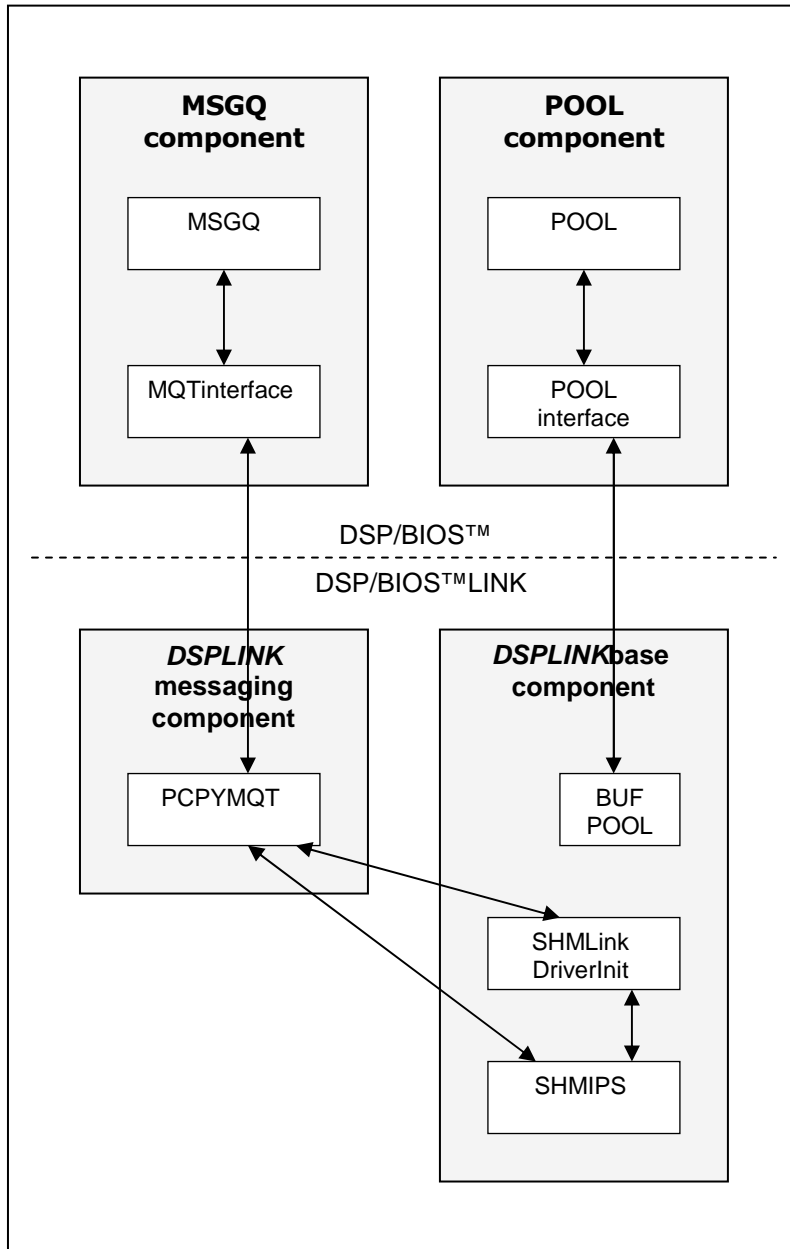 MSGQ
component
MSGQ
MQTinterface
POOL
component
POOL
POOL
interface
DSP/BIOS™
DSP/BIOS™LINK
DSPLINK
messaging
component
PCPYMQT
DSPLINKbase
component
BUF
POOL
SHMLink
DriverInit
SHMIPS